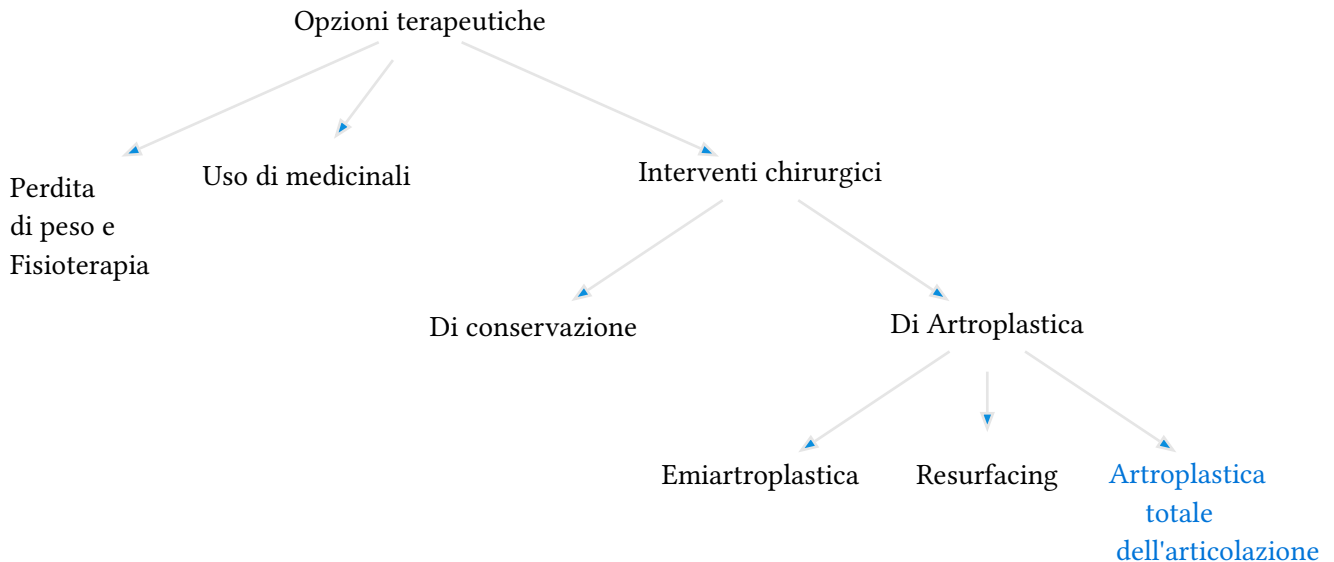 Opzioni terapeutiche
Perdita
di peso e
Fisioterapia
Uso di medicinali
Interventi chirurgici
Di conservazione
Di Artroplastica
Emiartroplastica
Resurfacing
Artroplastica
totale
dell'articolazione